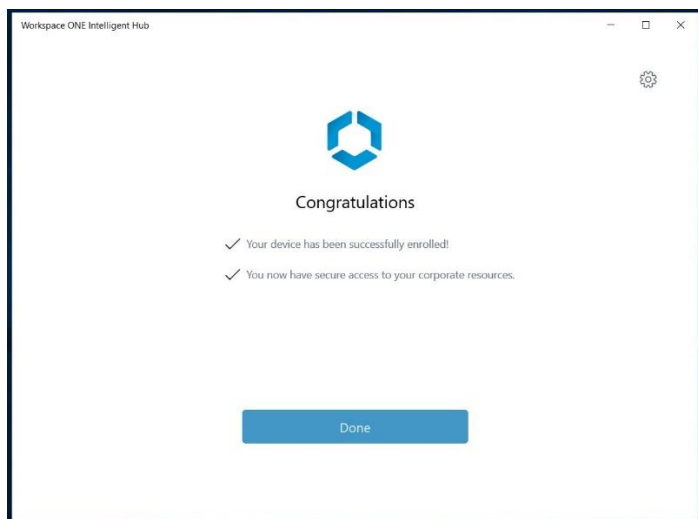 Workspace ONE Intelligent Hub
Congratulations
Your device has been successfully enrolled!
You now have secure access to your corporate resources.
Done